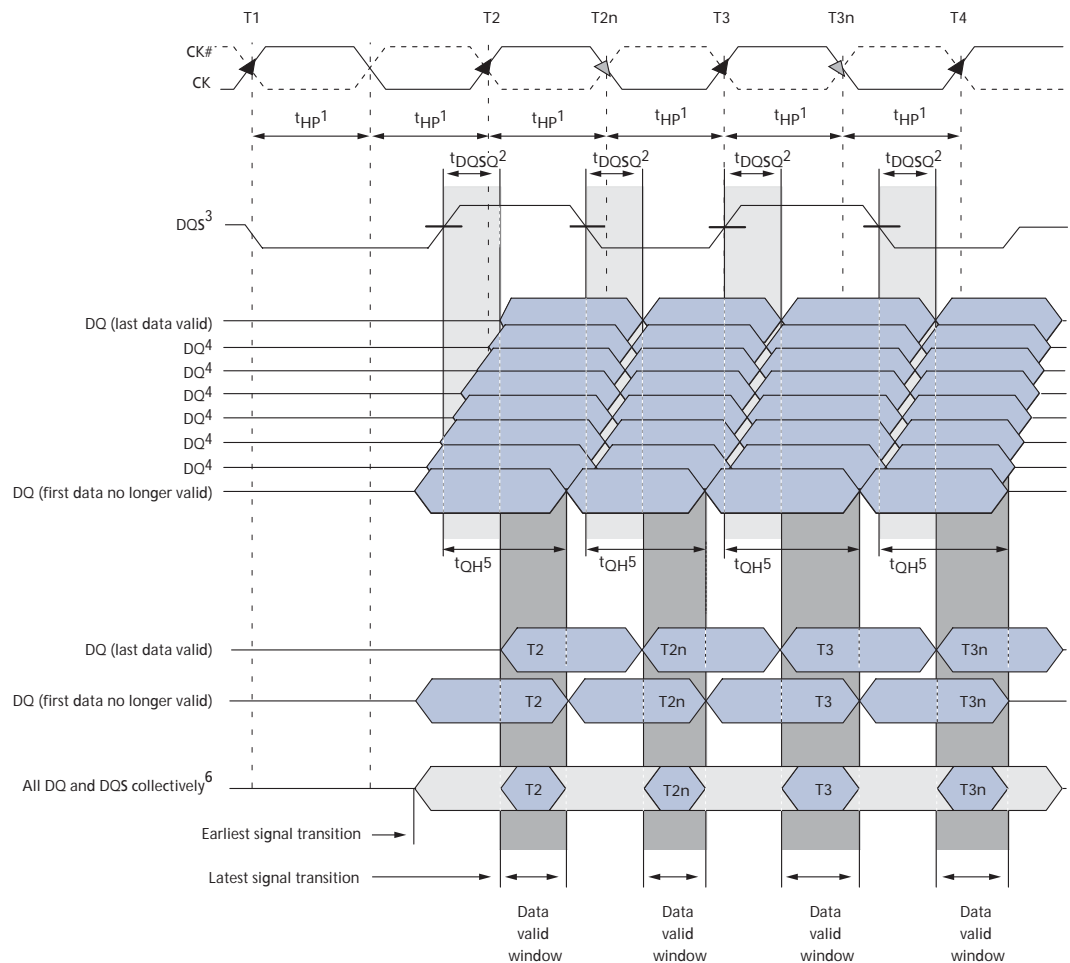 T1 T2 T2n T3 T3n T4
CK#
CK
tHP1 tHP1 tHP1 tHP1 tHP1 tHP1
tDQSQ2 tDQSQ2 tDQSQ2 tDQSQ2
DQS3
DQ (last data valid)
DQ4
DQ4
DQ4
DQ4
DQ4
DQ4
DQ (first data no longer valid)
tQH5 tQH5 tQH5 tQH5
DQ (last data valid) T2 T2n T3 T3n
DQ (first data no longer valid) T2 T2n T3 T3n
All DQ and DQS collectively6 T2 T2n T3 T3n
Earliest signal transition
Latest signal transition
Data Data Data Data
valid valid valid valid
window window window window